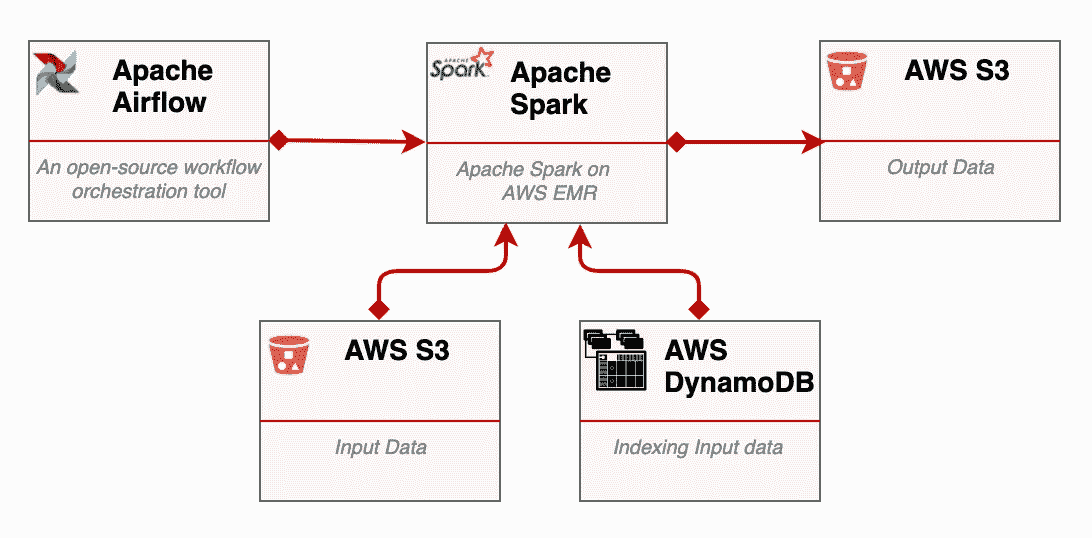 Apache
Airflow
An open-source workflow
orchestration tool
APACHE
Spark
Apache
Spark
Apache Spark on
AWS EMR
AWS S3
Output Data
AWS S3
Input Data
AWS
DynamoDB
Indexing Input data